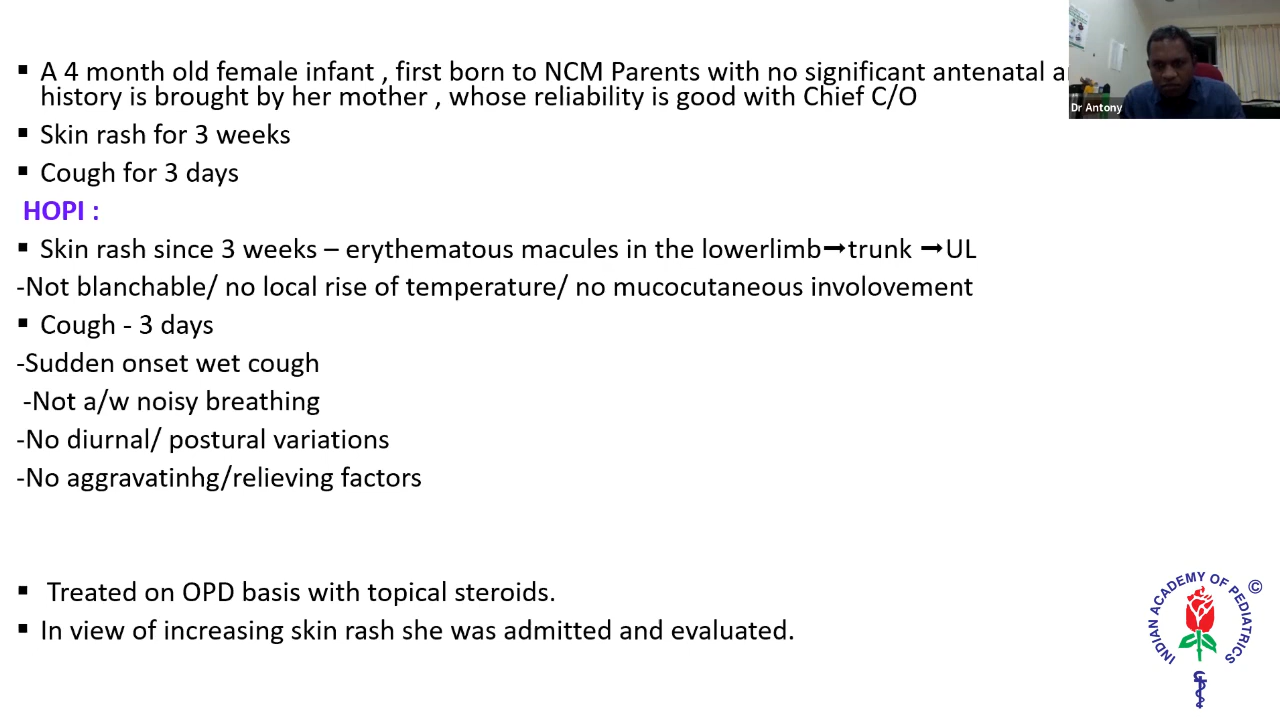 ▪ A 4 month old female infant , first born to NCM Parents with no significant antenatal
history is brought by her mother , whose reliability is good with Chief C/O
Dr Antony
▪ Skin rash for 3 weeks
▪ Cough for 3 days
HOPI :
▪ Skin rash since 3 weeks – erythematous macules in the lowerlimb→trunk →UL
-Not blanchable/ no local rise of temperature/ no mucocutaneous involovement
▪ Cough - 3 days
-Sudden onset wet cough
-Not a/w noisy breathing
-No diurnal/ postural variations
-No aggravatinhg/relieving factors
▪ Treated on OPD basis with topical steroids.
▪ In view of increasing skin rash she was admitted and evaluated.
INDIAN ACADEMY OF PEDIATRICS ©